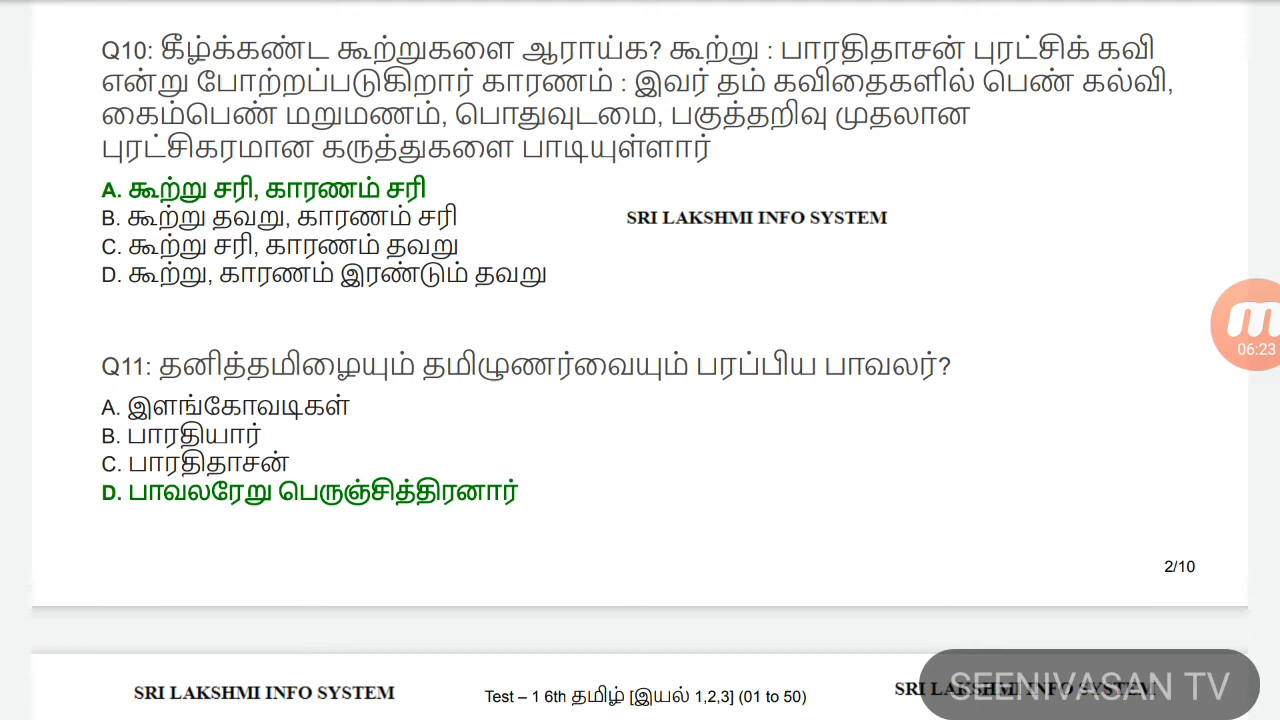 Q10: கீழ்க்கண்ட கூற்றுகளை ஆராய்க? கூற்று : பாரதிதாசன் புரட்சிக் கவி
என்று போற்றப்படுகிறார் காரணம் : இவர் தம் கவிதைகளில் பெண் கல்வி,
கைம்பெண் மறுமணம், பொதுவுடமை, பகுத்தறிவு முதலான
புரட்சிகரமான கருத்துகளை பாடியுள்ளார்
A. கூற்று சரி, காரணம் சரி
B. கூற்று தவறு, காரணம் சரி
SRI LAKSHMI INFO SYSTEM
C. கூற்று சரி, காரணம் தவறு
D. கூற்று, காரணம் இரண்டும் தவறு
06:23
Q11: தனித்தமிழையும் தமிழுணர்வையும் பரப்பிய பாவலர்?
A. இளங்கோவடிகள்
B. பாரதியார்
C. பாரதிதாசன்
D. பாவலரேறு பெருஞ்சித்திரனார்
2/10
SRI LAKSHMI INFO SYSTEM
Test – 1 6th தமிழ் [இயல் 1,2,3] (01 to 50)
SRI LAKSHMI INFO SYSTEM
SEENIVASAN TV